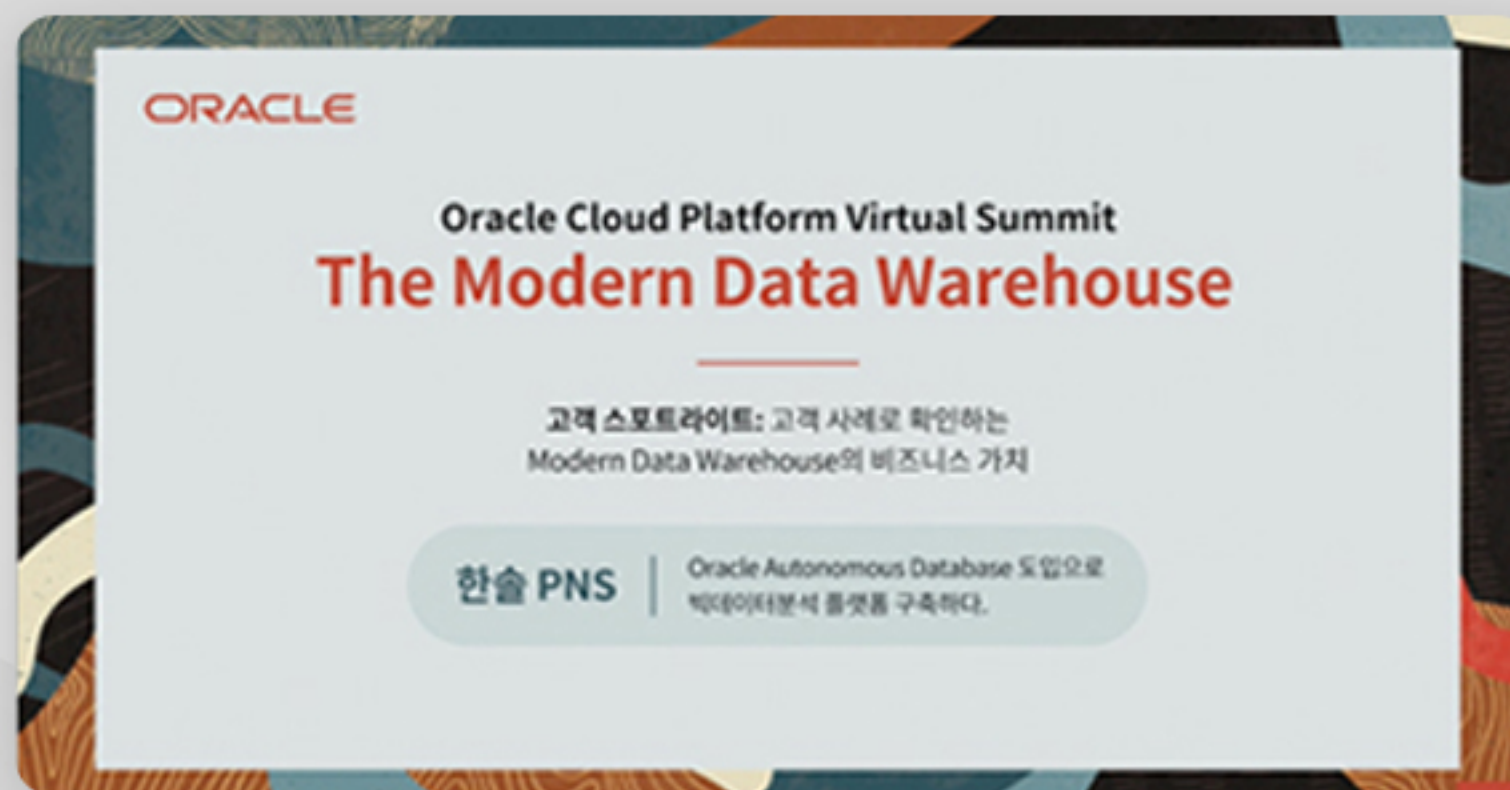 ORACLE
Oracle Cloud Platform Virtual Summit
The Modern Data Warehouse
고객 스포트라이트: 고객 사례로 확인하는
Modern Data Warehouse의 비즈니스 가치
한솔 PNS
Oracle Autonomous Database 도입으로
빅데이터분석 플랫폼 구축하다.